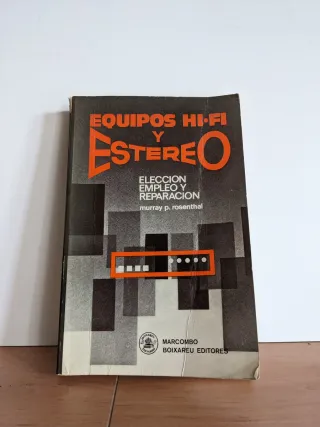 EQUIPOS HI-FI
Y
ESTEREO
ELECCION
EMPLEO Y
REPARACION
murray p. rosenthal
MARCOMBO
BOIXAREU EDITORES